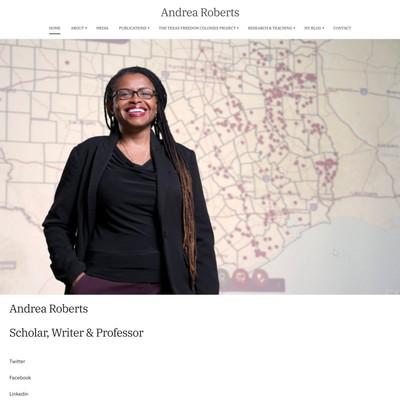 Andrea Roberts
HOME ABOUT MEDIA PUBLICATIONS THE TEXAS FREEDOM COLONIES PROJECT RESEARCH & TEACHING MY BLOG CONTACT
Andrea Roberts
Scholar, Writer & Professor
Twitter
Facebook
Linkedin